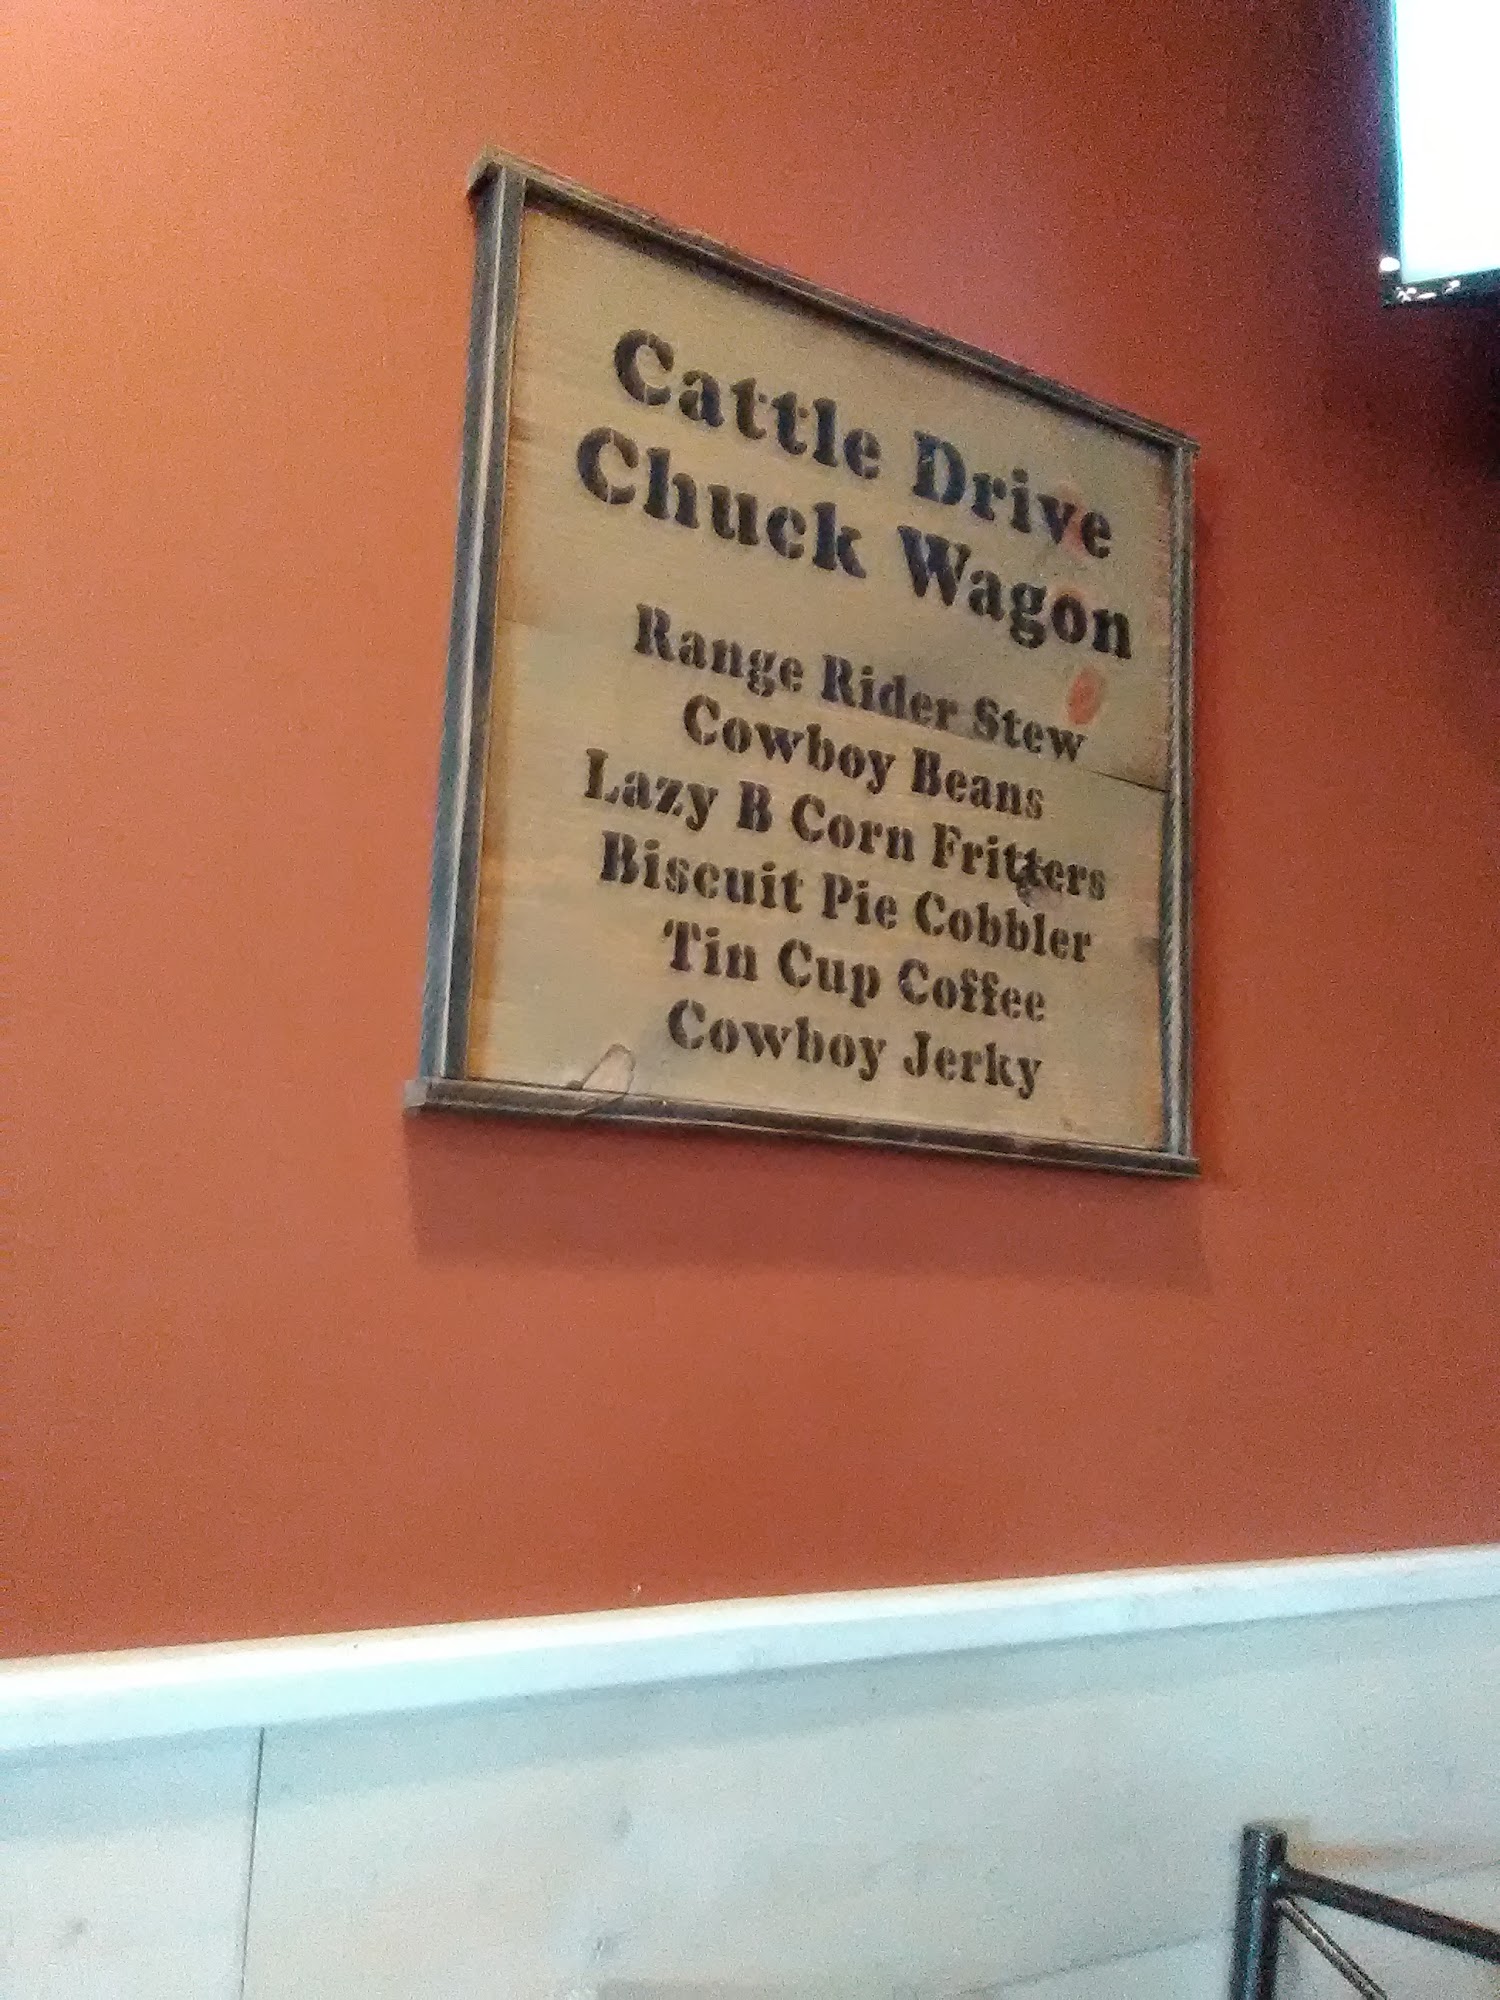 Cattle Drive
Chuck Wagon
Range Rider Stew
Cowboy Beans
Lazy B Corn Fritters
Biscuit Pie Cobbler
Tin Cup Coffee
Cowboy Jerky